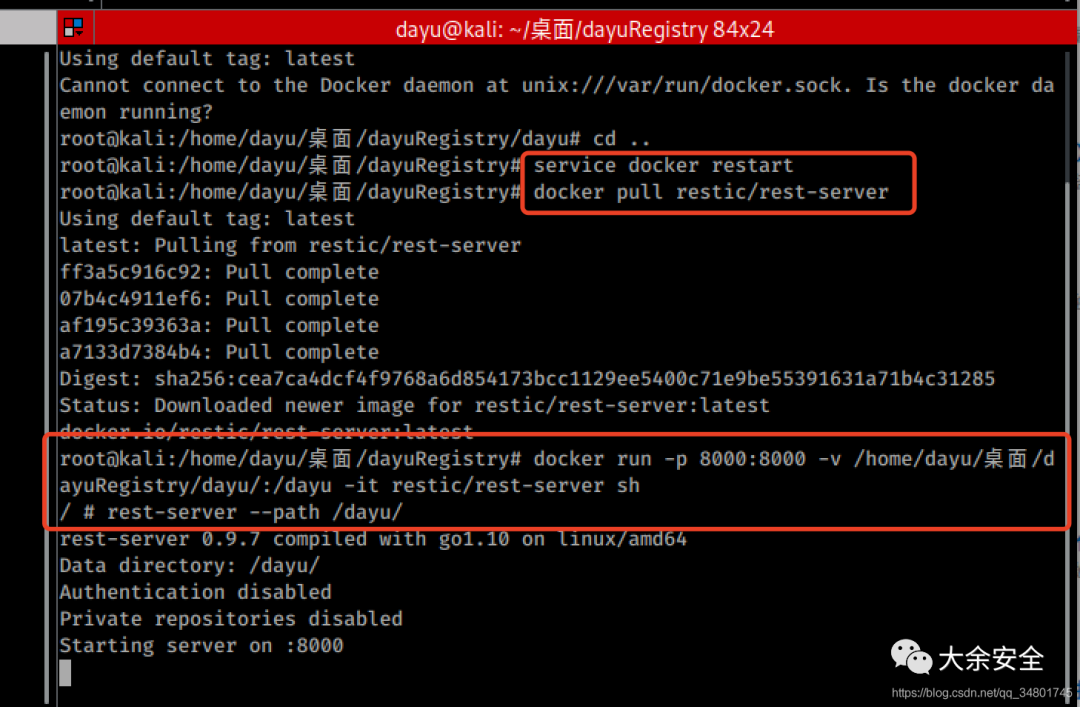 dayu@kali: ~/桌面/dayuRegistry 84x24
Using default tag: latest
Cannot connect to the Docker daemon at unix:///var/run/docker.sock. Is the docker da
emon running?
root@kali:/home/dayu/桌面/dayuRegistry/dayu# cd ..
root@kali:/home/dayu/桌面/dayuRegistry# service docker restart
root@kali:/home/dayu/桌面/dayuRegistry# docker pull restic/rest-server
Using default tag: latest
latest: Pulling from restic/rest-server
ff3a5c916c92: Pull complete
07b4c4911ef6: Pull complete
af195c39363a: Pull complete
a7133d7384b4: Pull complete
Digest: sha256:cea7ca4dcf4f9768a6d854173bcc1129ee5400c71e9be55391631a71b4c31285
Status: Downloaded newer image for restic/rest-server:latest
docker.io/restic/rest-server:latest
root@kali:/home/dayu/桌面/dayuRegistry# docker run -p 8000:8000 -v /home/dayu/桌面/d
ayuRegistry/dayu/:/dayu -it restic/rest-server sh
/ # rest-server --path /dayu/
rest-server 0.9.7 compiled with go1.10 on linux/amd64
Data directory: /dayu/
Authentication disabled
Private repositories disabled
Starting server on :8000
大余安全
https://blog.csdn.net/qq_34801745